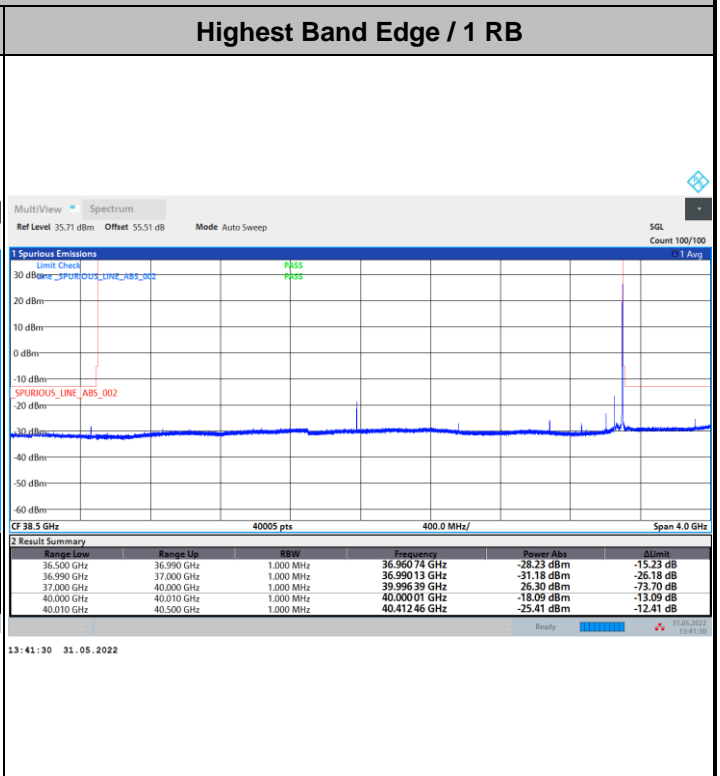 Highest Band Edge / 1 RB
MultiView Spectrum
Ref Level 35.71 dBm Offset 55.51 dB Mode Auto Sweep SGL
Count 100/100
1 Spurious Emissions 1 Avg
Limit Check PASS
30 dBm Line _SPURIOUS_LINE_ABS_002 PASS
20 dBm
10 dBm
0 dBm
-10 dBm
_SPURIOUS_LINE_ABS_002
-20 dBm
-30 dBm
-40 dBm
-50 dBm
-60 dBm
CF 38.5 GHz 40005 pts 400.0 MHz/ Span 4.0 GHz
2 Result Summary
Range Low Range Up RBW Frequency Power Abs ΔLimit
36.500 GHz 36.990 GHz 1.000 MHz 36.960 74 GHz -28.23 dBm -15.23 dB
36.990 GHz 37.000 GHz 1.000 MHz 36.990 13 GHz -31.18 dBm -26.18 dB
37.000 GHz 40.000 GHz 1.000 MHz 39.996 39 GHz 26.30 dBm -73.70 dB
40.000 GHz 40.010 GHz 1.000 MHz 40.000 01 GHz -18.09 dBm -13.09 dB
40.010 GHz 40.500 GHz 1.000 MHz 40.412 46 GHz -25.41 dBm -12.41 dB
Ready 31.05.2022
13:41:30
13:41:30 31.05.2022